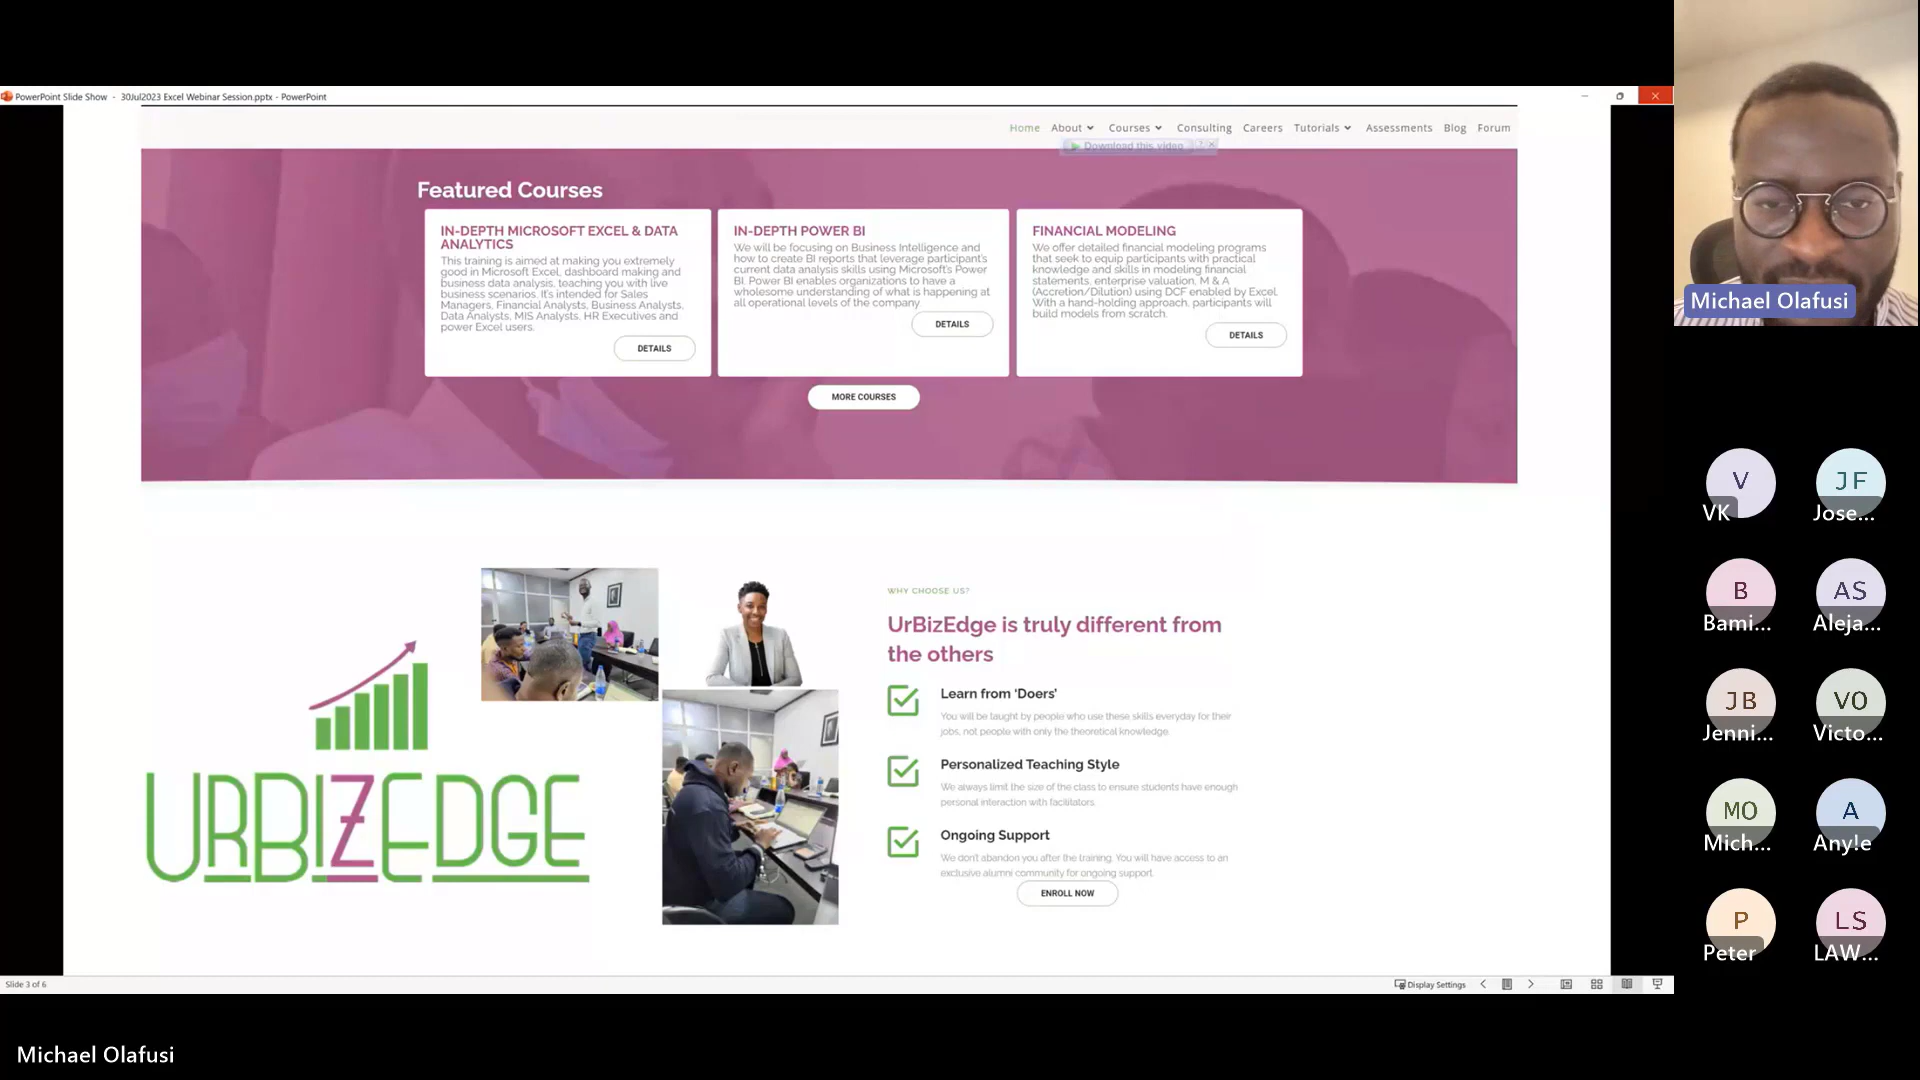 PowerPoint Slide Show - 30Jul2023 Excel Webinar Session.pptx - PowerPoint
Home About Courses Consulting Careers Tutorials Assessments Blog Forum
Download this video
Featured Courses
IN-DEPTH MICROSOFT EXCEL & DATA
ANALYTICS
This training is aimed at making you extremely
good in Microsoft Excel, dashboard making and
business data analysis, teaching you with live
business scenarios. It's intended for Sales
Managers, Financial Analysts, Business Analysts,
Data Analysts, MIS Analysts, HR Executives and
power Excel users.
DETAILS
IN-DEPTH POWER BI
We will be focusing on Business Intelligence and
how to create BI reports that leverage participant's
current data analysis skills using Microsoft's Power
BI. Power BI enables organizations to have a
wholesome understanding of what is happening at
all operational levels of the company.
DETAILS
FINANCIAL MODELING
We offer detailed financial modeling programs
that seek to equip participants with practical
knowledge and skills in modeling financial
statements, enterprise valuation, M & A
(Accretion/Dilution) using DCF enabled by Excel.
With a hand-holding approach, participants will
build models from scratch.
DETAILS
MORE COURSES
URBIZEDGE
WHY CHOOSE US?
UrBizEdge is truly different from
the others
Learn from 'Doers'
You will be taught by people who use these skills everyday for their
jobs, not people with only the theoretical knowledge.
Personalized Teaching Style
We always limit the size of the class to ensure students have enough
personal interaction with facilitators.
Ongoing Support
We don't abandon you after the training. You will have access to an
exclusive alumni community for ongoing support.
ENROLL NOW
Slide 3 of 6
Display Settings
Michael Olafusi
V
VK
JF
Jose...
B
Bami...
AS
Aleja...
JB
Jenni...
VO
Victo...
MO
Mich...
A
Any!e
P
Peter
LS
LAW...
Michael Olafusi